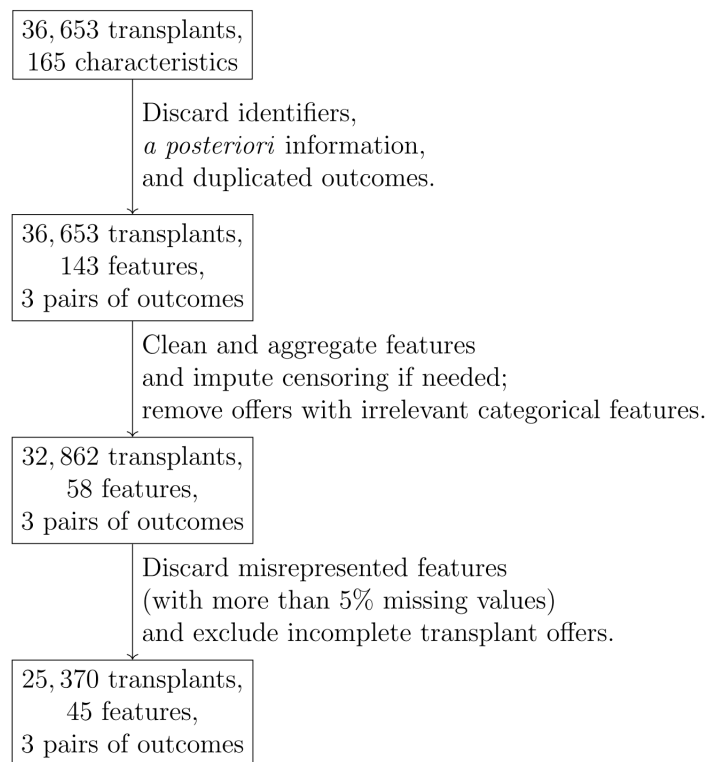 36, 653 transplants,
165 characteristics
Discard identifiers,
a posteriori information,
and duplicated outcomes.
36, 653 transplants,
143 features,
3 pairs of outcomes
Clean and aggregate features
and impute censoring if needed;
remove offers with irrelevant categorical features.
32, 862 transplants,
58 features,
3 pairs of outcomes
Discard misrepresented features
(with more than 5% missing values)
and exclude incomplete transplant offers.
25, 370 transplants,
45 features,
3 pairs of outcomes